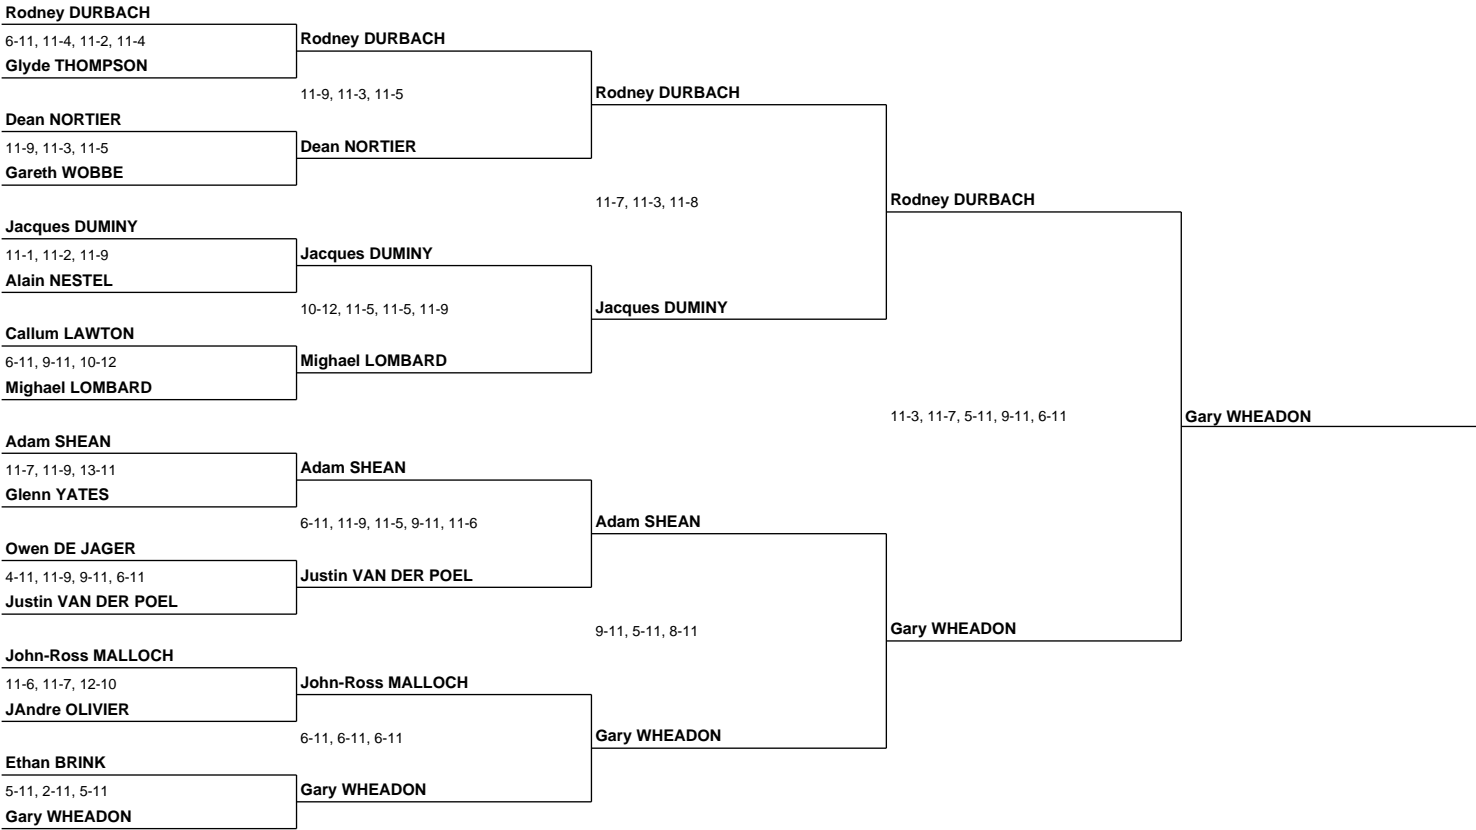 Rodney DURBACH
6-11, 11-4, 11-2, 11-4
Glyde THOMPSON
Dean NORTIER
11-9, 11-3, 11-5
Gareth WOBBE
Jacques DUMINY
11-1, 11-2, 11-9
Alain NESTEL
Callum LAWTON
6-11, 9-11, 10-12
Mighael LOMBARD
Adam SHEAN
11-7, 11-9, 13-11
Glenn YATES
Owen DE JAGER
4-11, 11-9, 9-11, 6-11
Justin VAN DER POEL
John-Ross MALLOCH
11-6, 11-7, 12-10
JAndre OLIVIER
Ethan BRINK
5-11, 2-11, 5-11
Gary WHEADON
Rodney DURBACH
11-9, 11-3, 11-5
Dean NORTIER
Jacques DUMINY
10-12, 11-5, 11-5, 11-9
Mighael LOMBARD
Adam SHEAN
6-11, 11-9, 11-5, 9-11, 11-6
Justin VAN DER POEL
John-Ross MALLOCH
6-11, 6-11, 6-11
Gary WHEADON
Rodney DURBACH
11-7, 11-3, 11-8
Jacques DUMINY
Adam SHEAN
9-11, 5-11, 8-11
Gary WHEADON
Rodney DURBACH
11-3, 11-7, 5-11, 9-11, 6-11
Gary WHEADON
Gary WHEADON